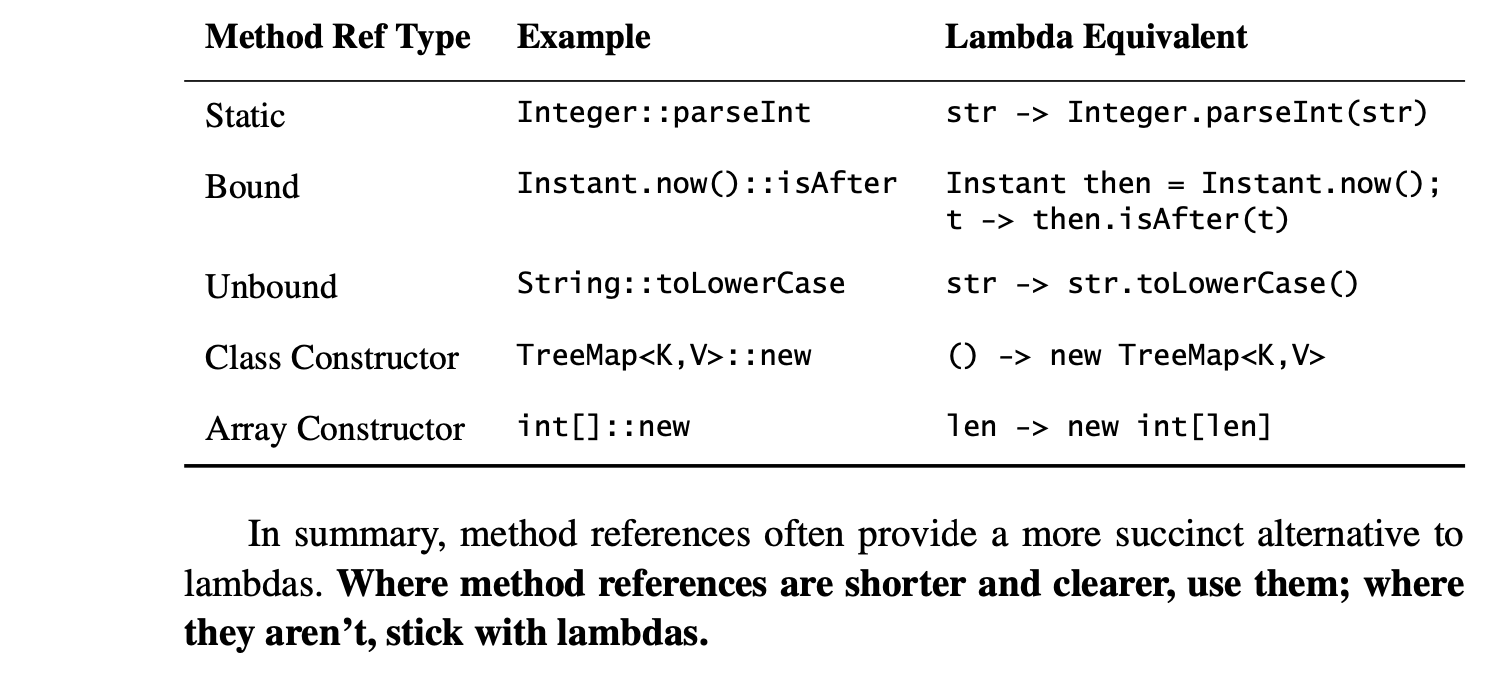 Method Ref Type Example Lambda Equivalent
Static Integer::parseInt str -> Integer.parseInt(str)
Bound Instant.now()::isAfter Instant then = Instant.now();
t -> then.isAfter(t)
Unbound String::toLowerCase str -> str.toLowerCase()
Class Constructor TreeMap<K,V>::new () -> new TreeMap<K,V>
Array Constructor int[]::new len -> new int[len]
In summary, method references often provide a more succinct alternative to
lambdas. Where method references are shorter and clearer, use them; where
they aren’t, stick with lambdas.